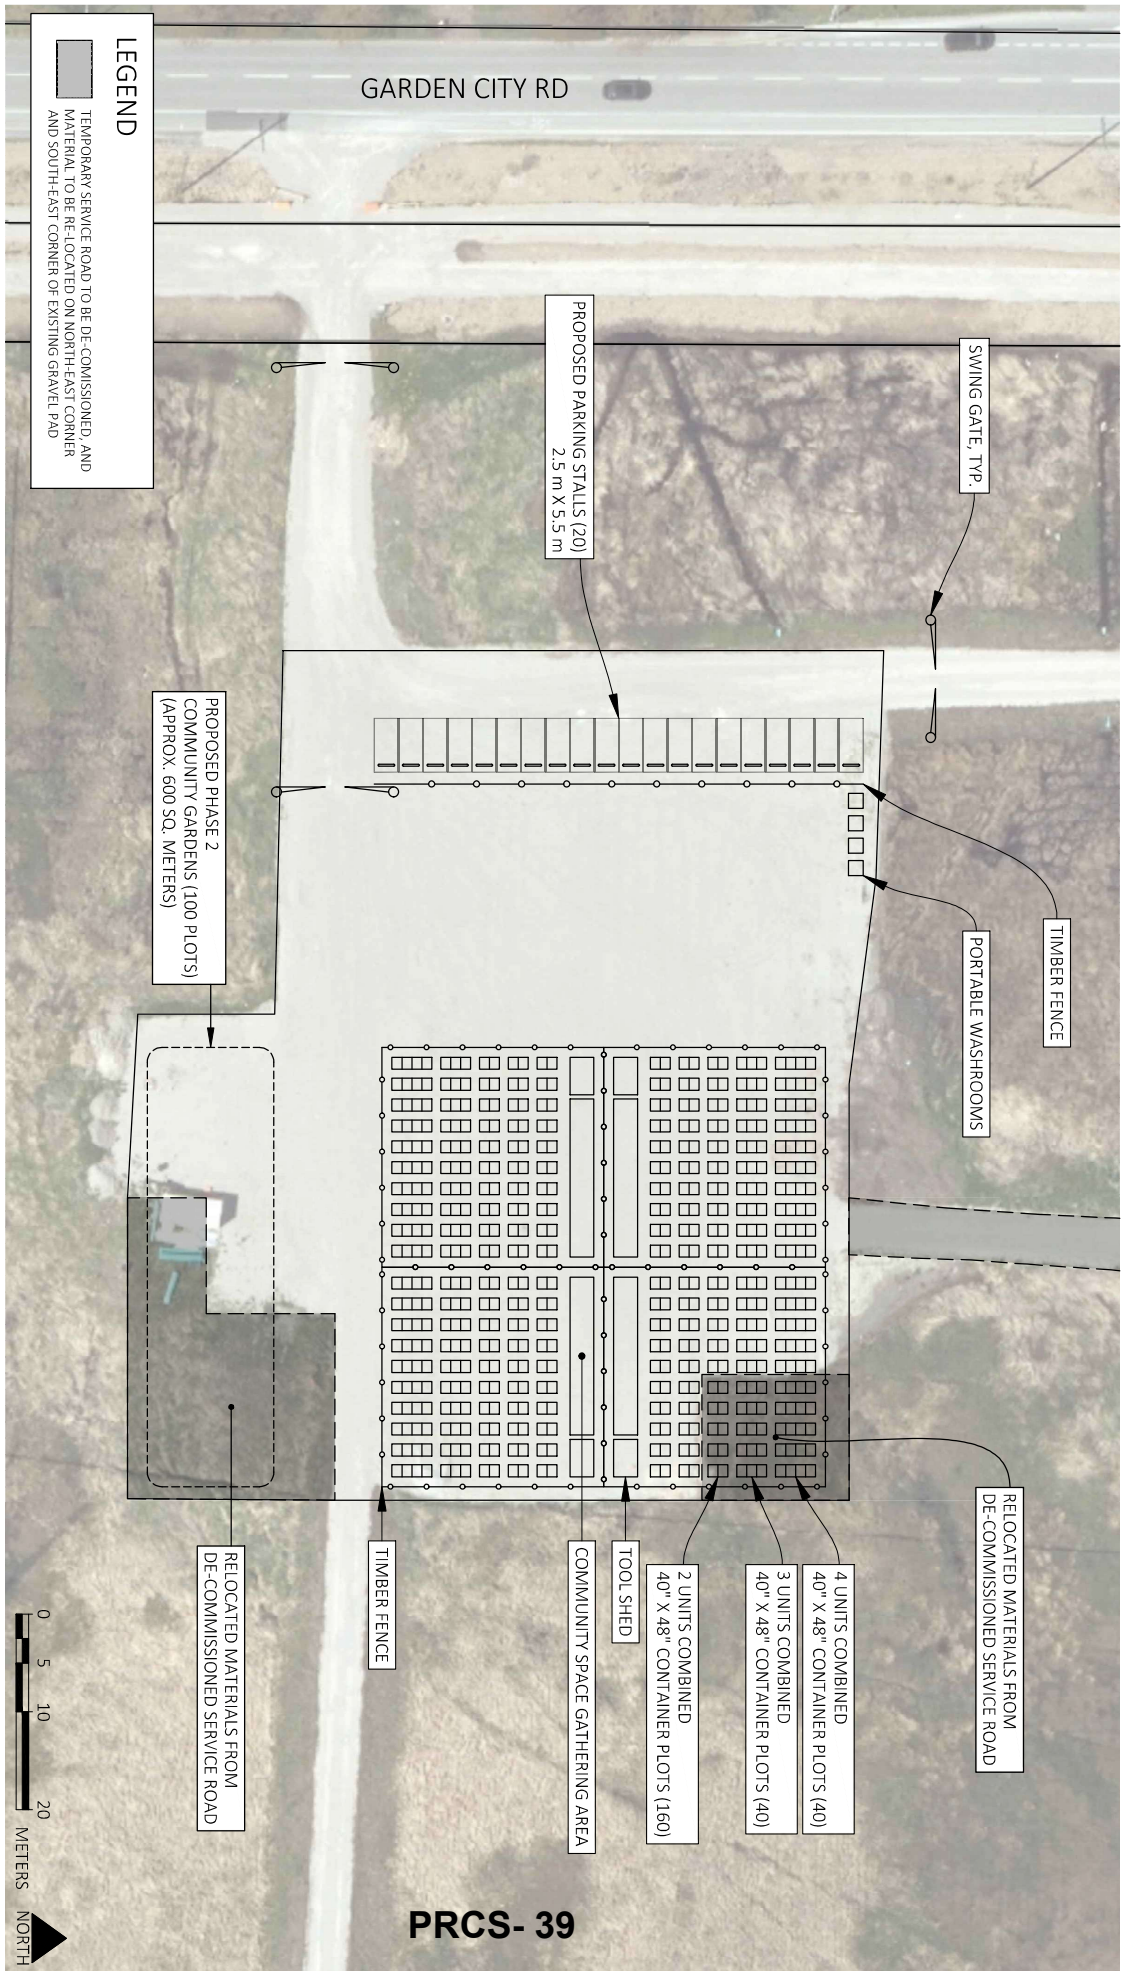 GARDEN CITY RD
LEGEND
TEMPORARY SERVICE ROAD TO BE DE-COMISSIONED, AND
MATERIAL TO BE RE-LOCATED ON NORTH-EAST CORNER
AND SOUTH-EAST CORNER OF EXISTING GRAVEL PAD
SWING GATE, TYP.
PROPOSED PARKING STALLS (20)
2.5 m X 5.5 m
TIMBER FENCE
PORTABLE WASHROOMS
PROPOSED PHASE 2
COMMUNITY GARDENS (100 PLOTS)
(APPROX. 600 SQ. METERS)
RELOCATED MATERIALS FROM
DE-COMMISSIONED SERVICE ROAD
4 UNITS COMBINED
40" X 48" CONTAINER PLOTS (40)
3 UNITS COMBINED
40" X 48" CONTAINER PLOTS (40)
2 UNITS COMBINED
40" X 48" CONTAINER PLOTS (160)
TOOL SHED
COMMUNITY SPACE GATHERING AREA
TIMBER FENCE
RELOCATED MATERIALS FROM
DE-COMMISSIONED SERVICE ROAD
0 5 10 20 METERS
NORTH
PRCS- 39